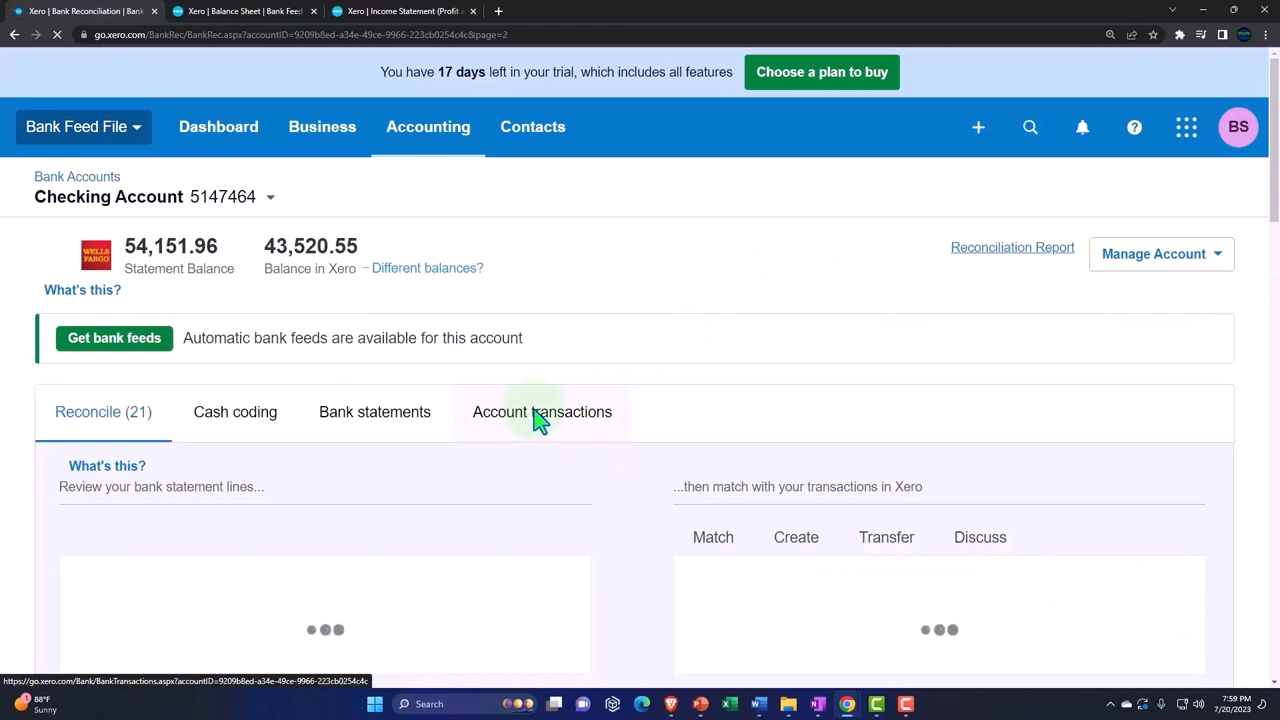 Xero | Bank Reconciliation | Bank
Xero | Balance Sheet | Bank Feed
Xero | Income Statement (Profit a
go.xero.com/BankRec/BankRec.aspx?accountID=9209b8ed-a34e-49ce-9966-223cb0254c4c&page=2
You have 17 days left in your trial, which includes all features
Choose a plan to buy
Bank Feed File
Dashboard
Business
Accounting
Contacts
BS
Bank Accounts
Checking Account 5147464
WELLS FARGO
54,151.96
43,520.55
Statement Balance
Balance in Xero
Different balances?
Reconciliation Report
Manage Account
What's this?
Get bank feeds
Automatic bank feeds are available for this account
Reconcile (21)
Cash coding
Bank statements
Account transactions
What's this?
Review your bank statement lines...
...then match with your transactions in Xero
Match
Create
Transfer
Discuss
https://go.xero.com/Bank/BankTransactions.aspx?accountID=9209b8ed-a34e-49ce-9966-223cb0254c4c
88°F
Sunny
Search
7:59 PM
7/20/2023